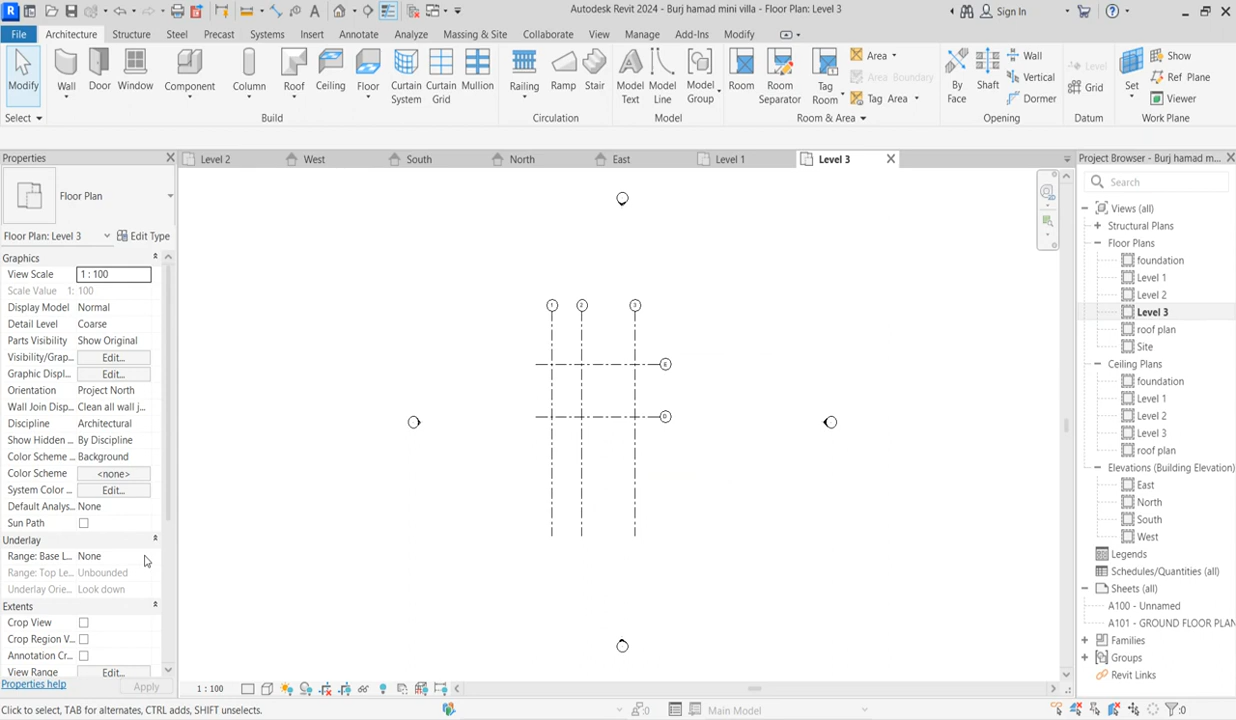 Autodesk Revit 2024 - Burj hamad mini villa - Floor Plan: Level 3
Sign In
File Architecture Structure Steel Precast Systems Insert Annotate Analyze Massing & Site Collaborate View Manage Add-Ins Modify
Modify Wall Door Window Component Column Roof Ceiling Floor Curtain System Curtain Grid Mullion Railing Ramp Stair Model Text Model Line Model Group Room Room Separator Tag Room Area Area Boundary Tag Area By Face Shaft Wall Vertical Dormer Level Grid Set Show Ref Plane Viewer
Select Build Circulation Model Room & Area Opening Datum Work Plane
Properties
Level 2 West South North East Level 1 Level 3
Project Browser - Burj hamad m...
Floor Plan
Floor Plan: Level 3 Edit Type
Graphics
View Scale 1 : 100
Scale Value 1: 100
Display Model Normal
Detail Level Coarse
Parts Visibility Show Original
Visibility/Grap... Edit...
Graphic Displ... Edit...
Orientation Project North
Wall Join Disp... Clean all wall j...
Discipline Architectural
Show Hidden ... By Discipline
Color Scheme ... Background
Color Scheme <none>
System Color ... Edit...
Default Analys... None
Sun Path
Underlay
Range: Base L... None
Range: Top Le... Unbounded
Underlay Orie... Look down
Extents
Crop View
Crop Region V...
Annotation Cr...
View Range Edit...
Properties help Apply
1 2 3
E
D
Search
Views (all)
Structural Plans
Floor Plans
foundation
Level 1
Level 2
Level 3
roof plan
Site
Ceiling Plans
foundation
Level 1
Level 2
Level 3
roof plan
Elevations (Building Elevation)
East
North
South
West
Legends
Schedules/Quantities (all)
Sheets (all)
A100 - Unnamed
A101 - GROUND FLOOR PLAN
Families
Groups
Revit Links
1 : 100
Click to select, TAB for alternates, CTRL adds, SHIFT unselects.
:0
Main Model
:0